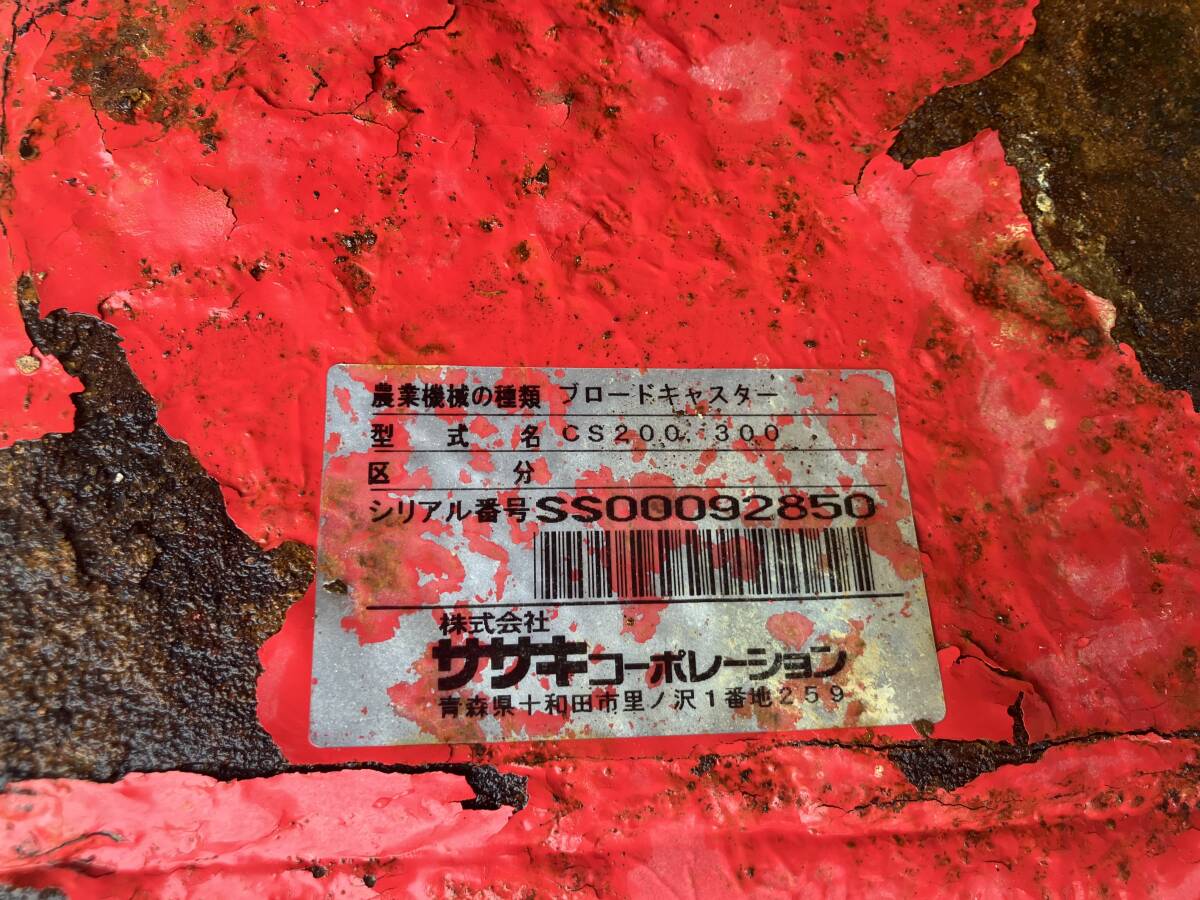 農業機械の種類 ブロードキャスター
型式名 CS200, 300
区分
シリアル番号 SS00092850
株式会社
ササキコーポレーション
青森県十和田市里ノ沢1番地259